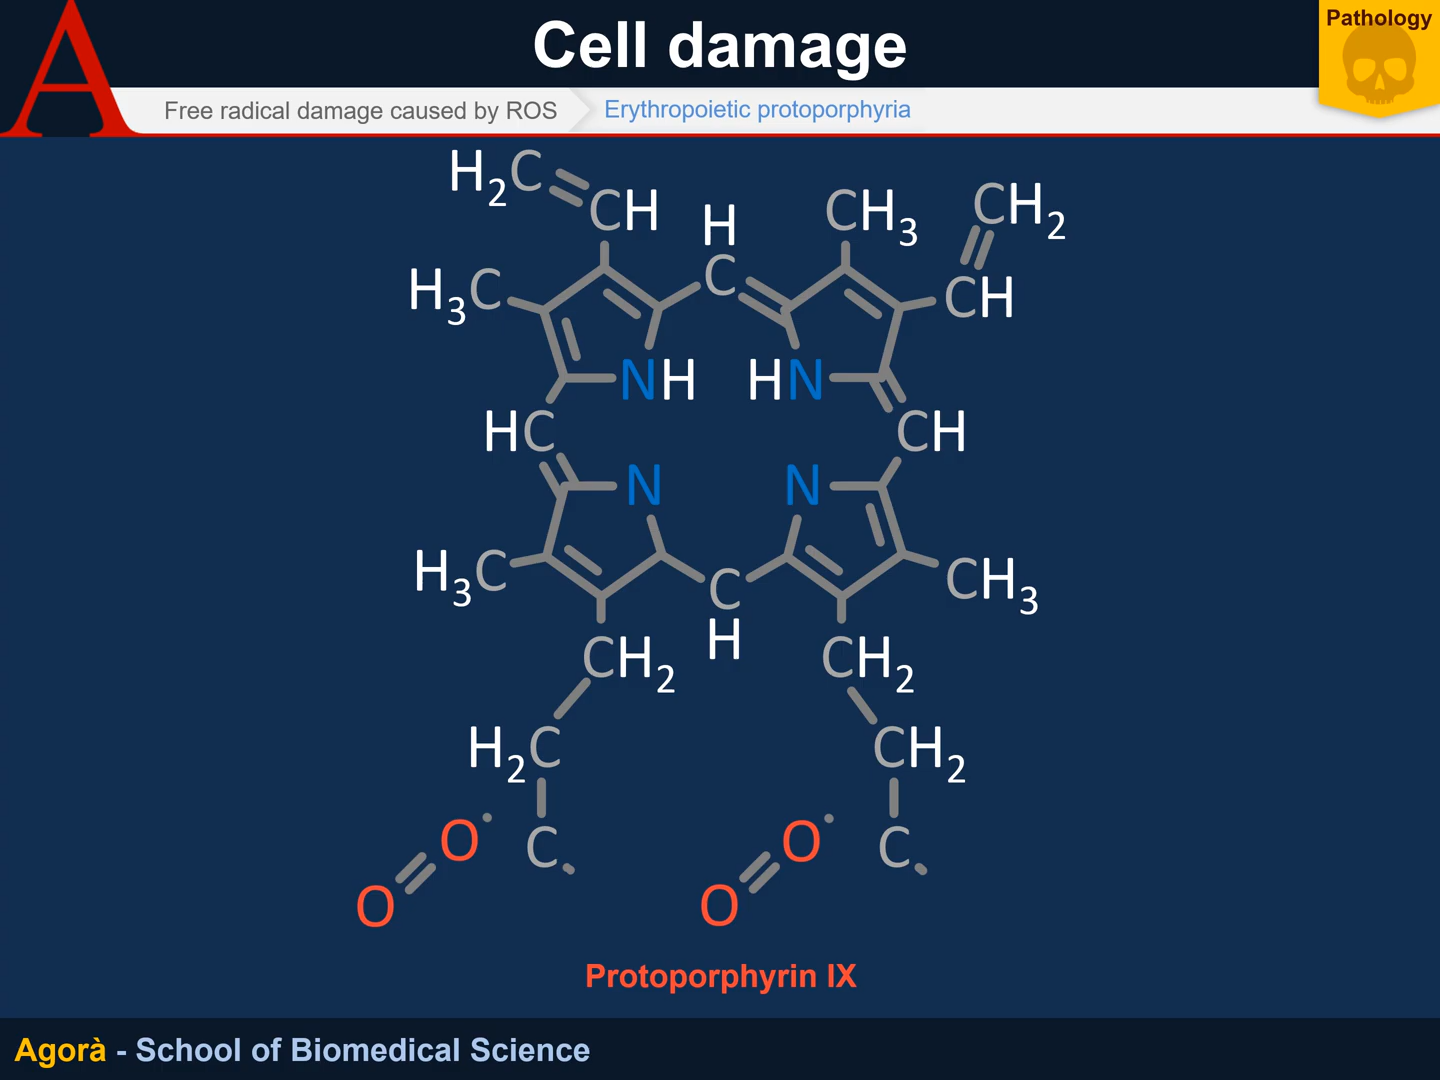 Cell damage
Pathology
A
Free radical damage caused by ROS
Erythropoietic protoporphyria
H2C
CH
H
CH3
CH2
H3C
C
CH
NH
HN
HC
CH
N
N
H3C
C
CH3
H
CH2
CH2
H2C
CH2
O
C
O
C
O
O
Protoporphyrin IX
Agorà - School of Biomedical Science